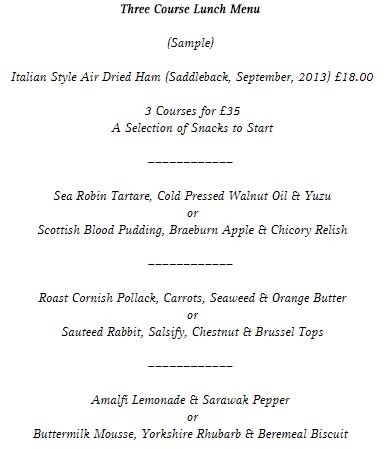 Three Course Lunch Menu
(Sample)
Italian Style Air Dried Ham (Saddleback, September, 2013) £18.00
3 Courses for £35
A Selection of Snacks to Start
____________
Sea Robin Tartare, Cold Pressed Walnut Oil & Yuzu
or
Scottish Blood Pudding, Braeburn Apple & Chicory Relish
____________
Roast Cornish Pollack, Carrots, Seaweed & Orange Butter
or
Sauteed Rabbit, Salsify, Chestnut & Brussel Tops
____________
Amalfi Lemonade & Sarawak Pepper
or
Buttermilk Mousse, Yorkshire Rhubarb & Beremeal Biscuit